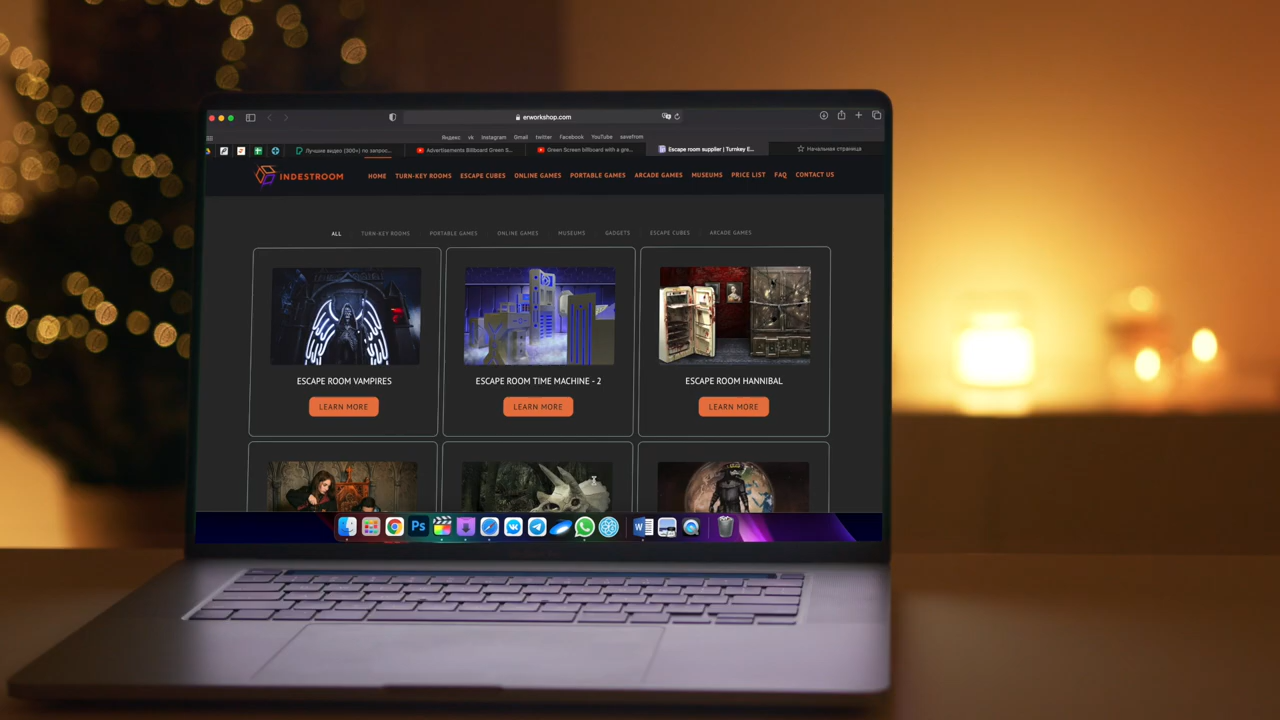 erworkshop.com
Яндекс vk Instagram Gmail twitter Facebook YouTube savefrom
Лучшие видео (300+) по запрос... Advertisements Billboard Green S... Green Screen billboard with a gre... Escape room supplier | Turnkey E... Начальная страница
INDESTROOM HOME TURN-KEY ROOMS ESCAPE CUBES ONLINE GAMES PORTABLE GAMES ARCADE GAMES MUSEUMS PRICE LIST FAQ CONTACT US
ALL TURN-KEY ROOMS PORTABLE GAMES ONLINE GAMES MUSEUMS GADGETS ESCAPE CUBES ARCADE GAMES
ESCAPE ROOM VAMPIRES ESCAPE ROOM TIME MACHINE - 2 ESCAPE ROOM HANNIBAL
LEARN MORE LEARN MORE LEARN MORE
Ps
W